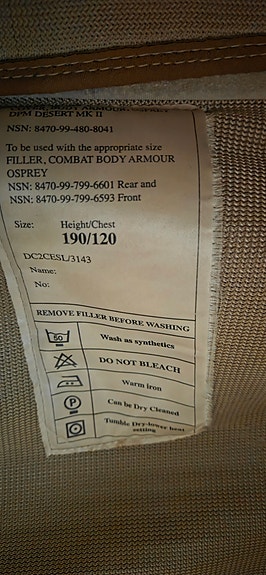 DPM DESERT MK II
NSN: 8470-99-480-8041
To be used with the appropriate size
FILLER, COMBAT BODY ARMOUR
OSPREY
NSN: 8470-99-799-6601 Rear and
NSN: 8470-99-799-6593 Front
Size: Height/Chest
190/120
DC2CESL/3143
Name:
No:
REMOVE FILLER BEFORE WASHING
60 Wash as synthetics
DO NOT BLEACH
Warm iron
P Can be Dry Cleaned
Tumble Dry-lower heat
setting